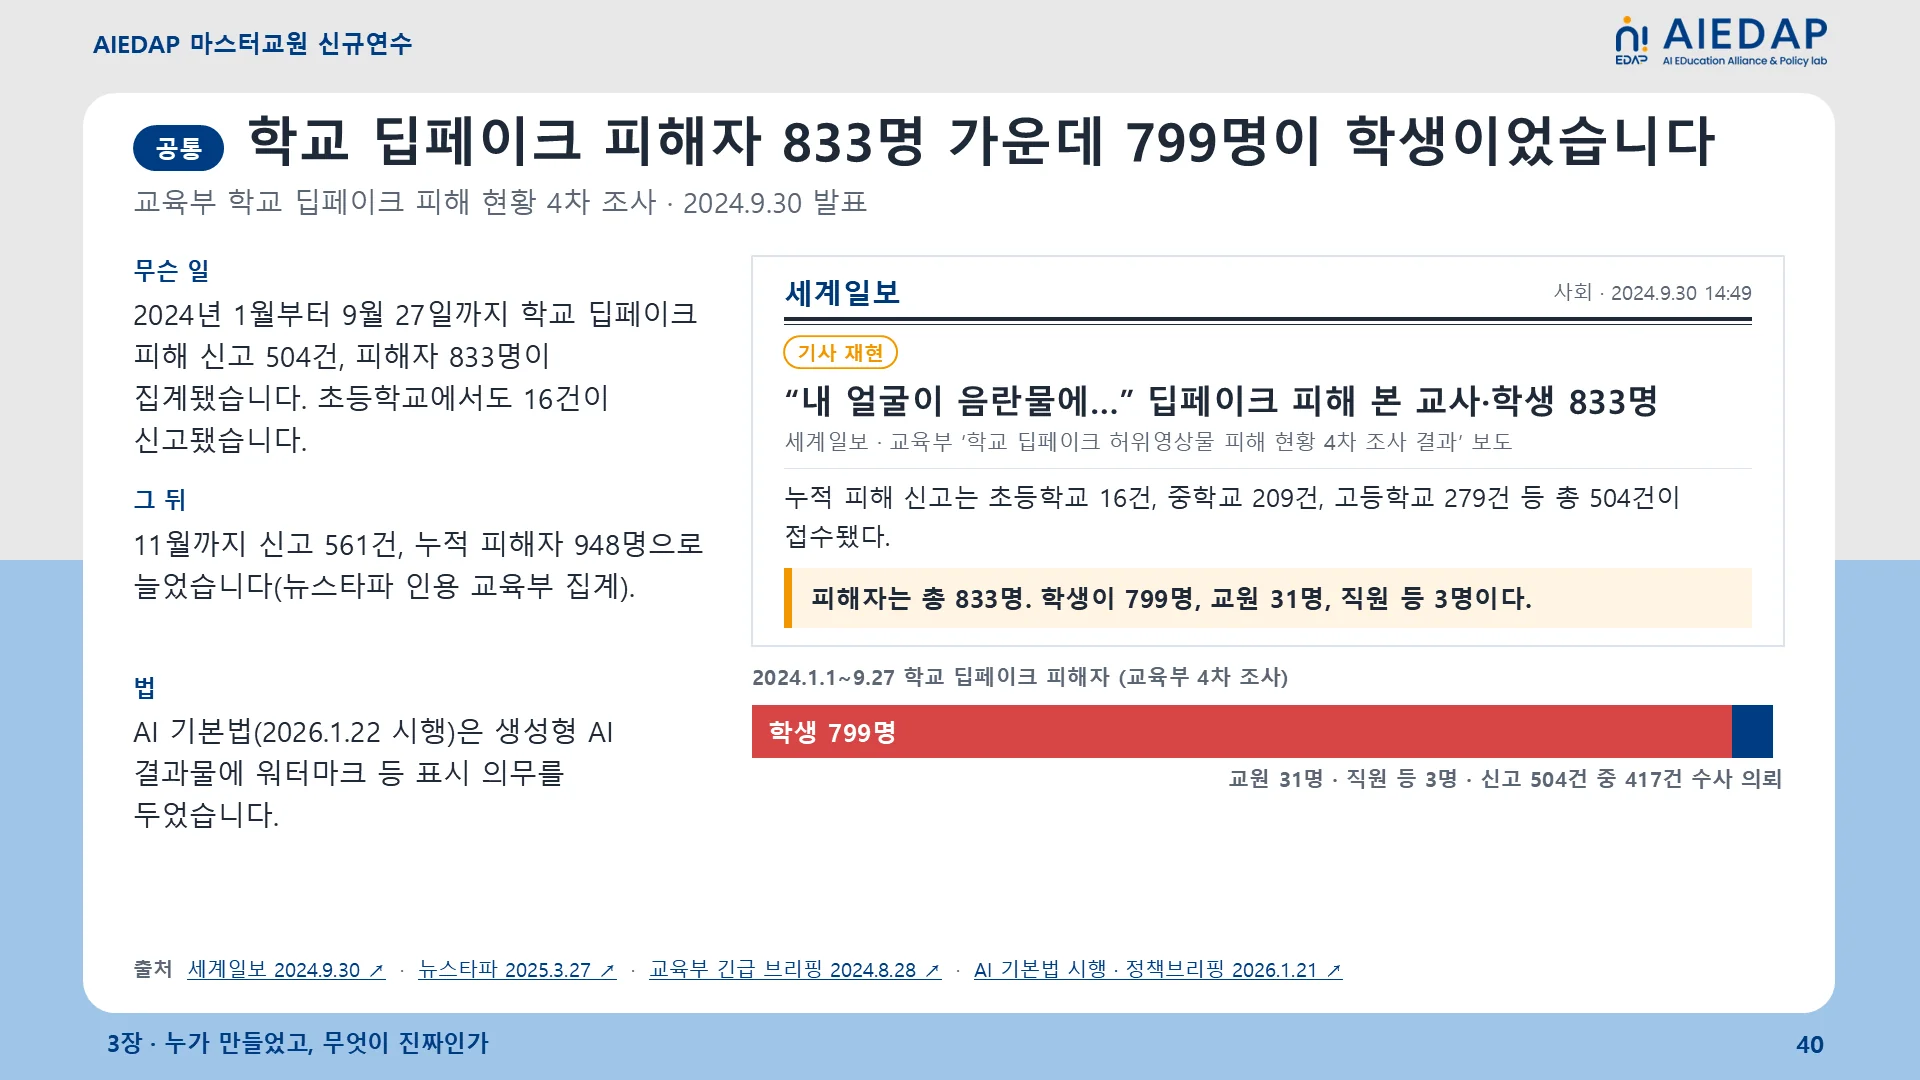 AIEDAP 마스터교원 신규연수
AIEDAP
EDAP
AI EDucation Alliance & Policy lab
공통
학교 딥페이크 피해자 833명 가운데 799명이 학생이었습니다
교육부 학교 딥페이크 피해 현황 4차 조사 · 2024.9.30 발표
무슨 일
2024년 1월부터 9월 27일까지 학교 딥페이크
피해 신고 504건, 피해자 833명이
집계됐습니다. 초등학교에서도 16건이
신고됐습니다.
그 뒤
11월까지 신고 561건, 누적 피해자 948명으로
늘었습니다(뉴스타파 인용 교육부 집계).
법
AI 기본법(2026.1.22 시행)은 생성형 AI
결과물에 워터마크 등 표시 의무를
두었습니다.
세계일보
사회 · 2024.9.30 14:49
기사 재현
“내 얼굴이 음란물에…” 딥페이크 피해 본 교사·학생 833명
세계일보 · 교육부 ‘학교 딥페이크 허위영상물 피해 현황 4차 조사 결과’ 보도
누적 피해 신고는 초등학교 16건, 중학교 209건, 고등학교 279건 등 총 504건이
접수됐다.
피해자는 총 833명. 학생이 799명, 교원 31명, 직원 등 3명이다.
2024.1.1~9.27 학교 딥페이크 피해자 (교육부 4차 조사)
학생 799명
교원 31명 · 직원 등 3명 · 신고 504건 중 417건 수사 의뢰
출처 세계일보 2024.9.30 ↗ · 뉴스타파 2025.3.27 ↗ · 교육부 긴급 브리핑 2024.8.28 ↗ · AI 기본법 시행 · 정책브리핑 2026.1.21 ↗
3장 · 누가 만들었고, 무엇이 진짜인가
40